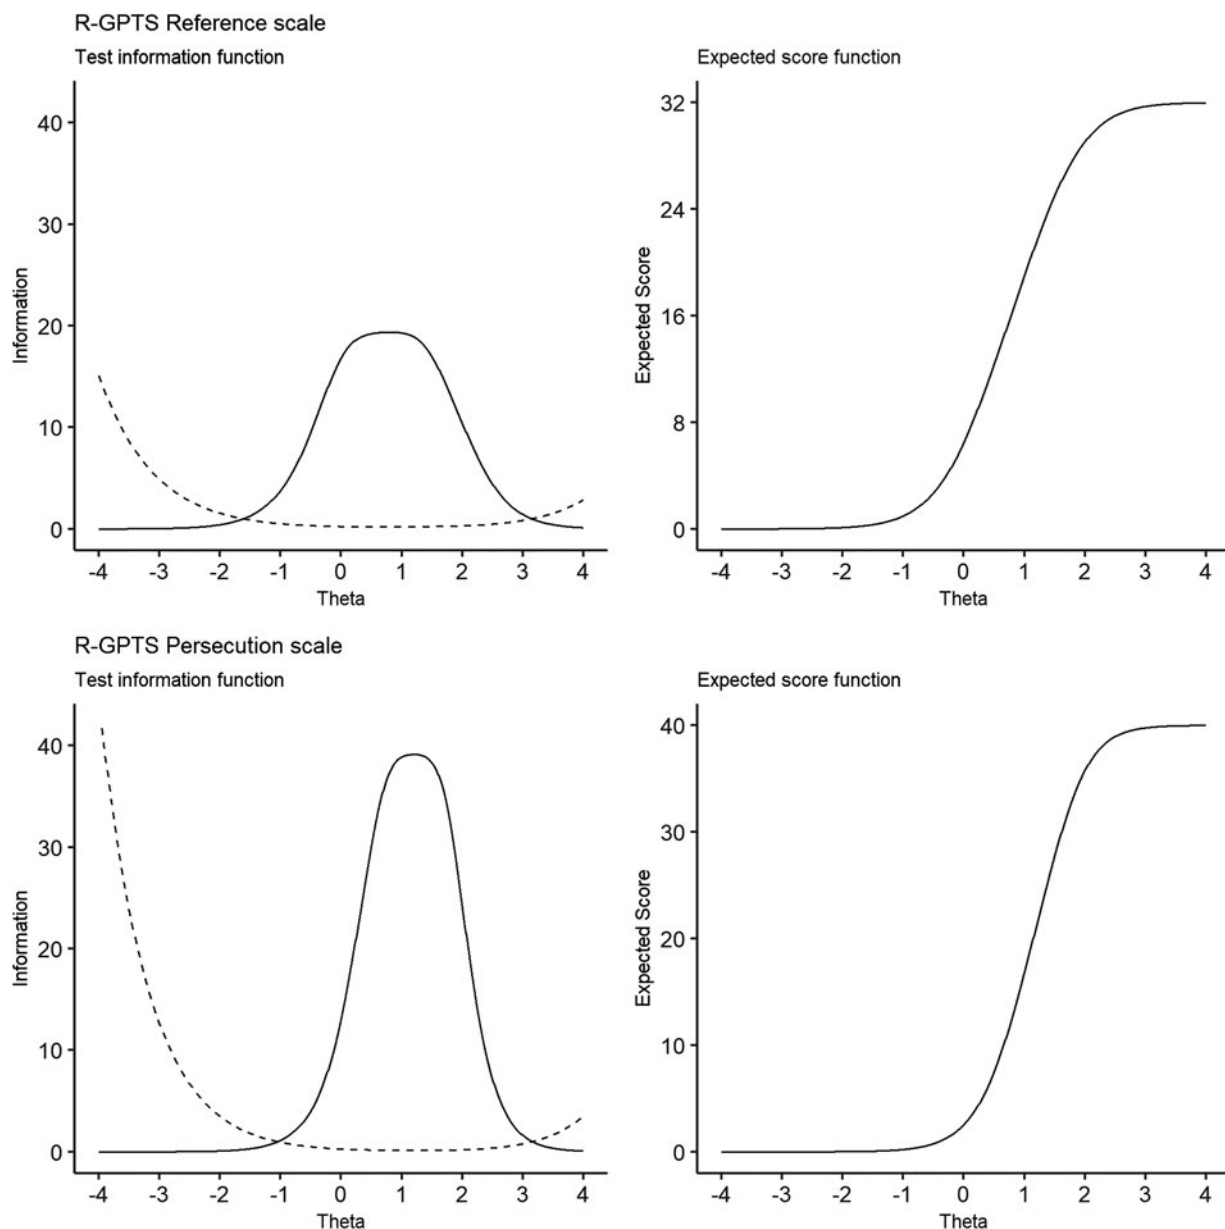 R-GPTS Reference scale
Test information function
Expected score function
40
30
20
10
0
Information
-4 -3 -2 -1 0 1 2 3 4
Theta
32
24
16
8
0
Expected Score
-4 -3 -2 -1 0 1 2 3 4
Theta
R-GPTS Persecution scale
Test information function
Expected score function
40
30
20
10
0
Information
-4 -3 -2 -1 0 1 2 3 4
Theta
40
30
20
10
0
Expected Score
-4 -3 -2 -1 0 1 2 3 4
Theta